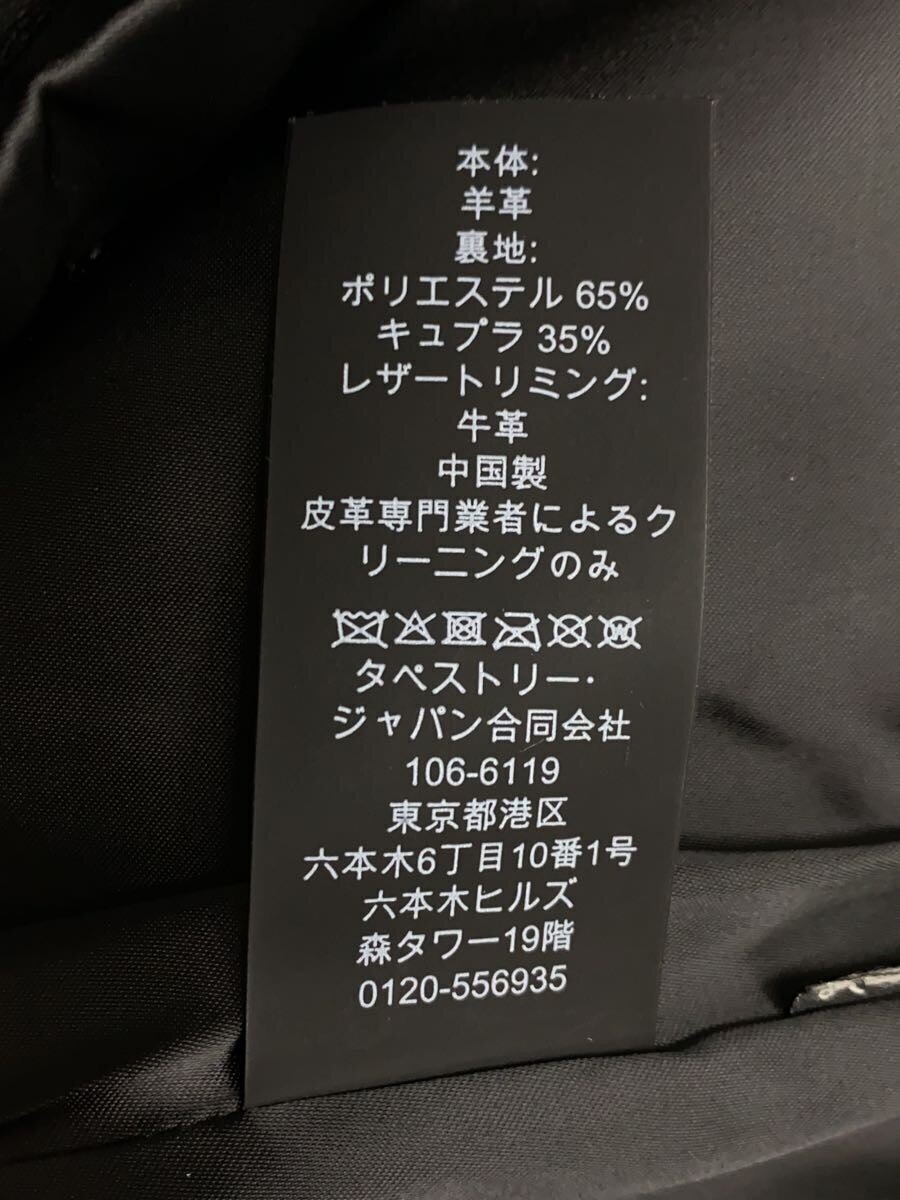 本体:
羊革
裏地:
ポリエステル 65%
キュプラ 35%
レザートリミング:
牛革
中国製
皮革専門業者によるク
リーニングのみ
W
タペストリー・
ジャパン合同会社
106-6119
東京都港区
六本木6丁目10番1号
六本木ヒルズ
森タワー19階
0120-556935